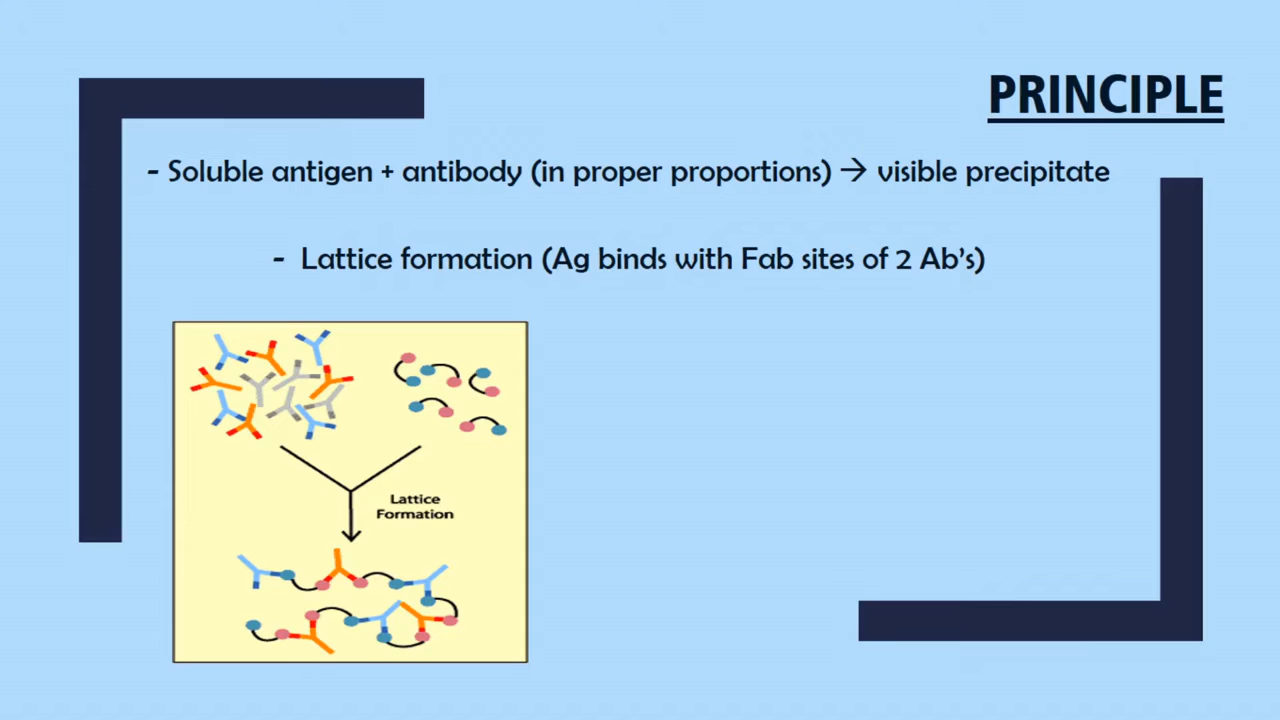 PRINCIPLE
- Soluble antigen + antibody (in proper proportions) → visible precipitate
- Lattice formation (Ag binds with Fab sites of 2 Ab's)
Lattice
Formation